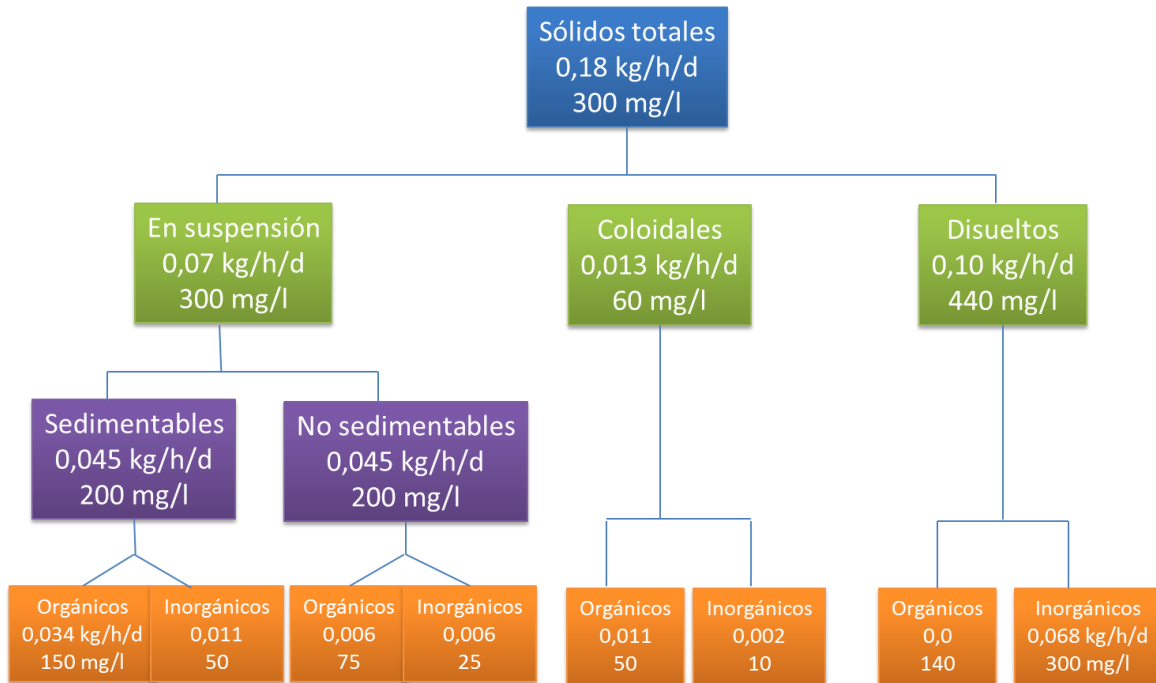 Sólidos totales
0,18 kg/h/d
300 mg/l
En suspensión
0,07 kg/h/d
300 mg/l
Coloidales
0,013 kg/h/d
60 mg/l
Disueltos
0,10 kg/h/d
440 mg/l
Sedimentables
0,045 kg/h/d
200 mg/l
No sedimentables
0,045 kg/h/d
200 mg/l
Orgánicos
0,034 kg/h/d
150 mg/l
Inorgánicos
0,011
50
Orgánicos
0,006
75
Inorgánicos
0,006
25
Orgánicos
0,011
50
Inorgánicos
0,002
10
Orgánicos
0,0
140
Inorgánicos
0,068 kg/h/d
300 mg/l